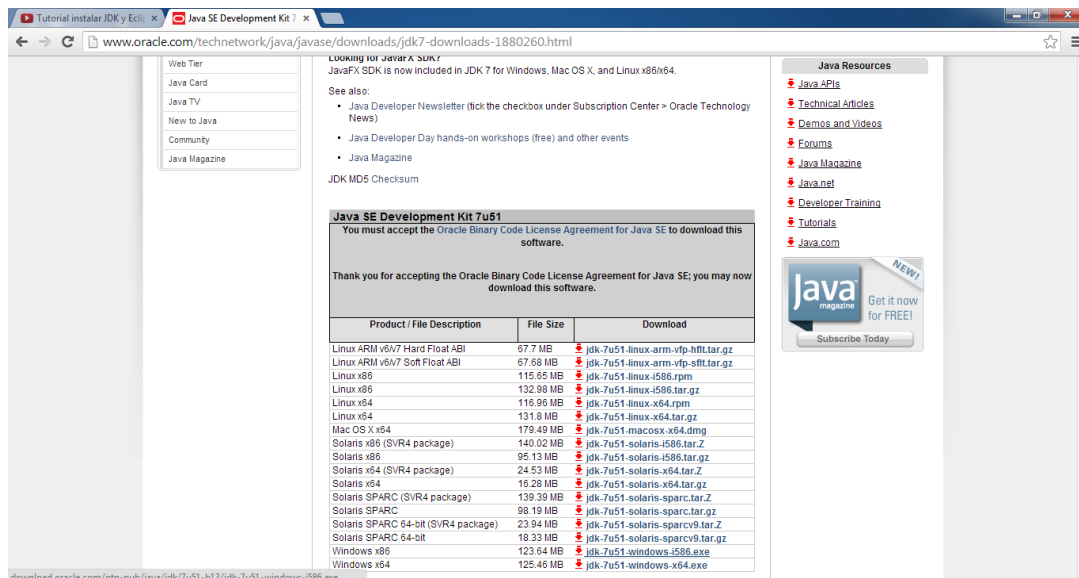 Tutorial instalar JDK y Eclip
Java SE Development Kit 7
www.oracle.com/technetwork/java/javase/downloads/jdk7-downloads-1880260.html
Web Tier
Java Card
Java TV
New to Java
Community
Java Magazine
Looking for JavaFX SDK?
JavaFX SDK is now included in JDK 7 for Windows, Mac OS X, and Linux x86/x64.
See also:
• Java Developer Newsletter (tick the checkbox under Subscription Center > Oracle Technology
News)
• Java Developer Day hands-on workshops (free) and other events
• Java Magazine
JDK MD5 Checksum
Java SE Development Kit 7u51
You must accept the Oracle Binary Code License Agreement for Java SE to download this
software.
Thank you for accepting the Oracle Binary Code License Agreement for Java SE; you may now
download this software.
Product / File Description File Size Download
Linux ARM v6/v7 Hard Float ABI 67.7 MB jdk-7u51-linux-arm-vfp-hflt.tar.gz
Linux ARM v6/v7 Soft Float ABI 67.68 MB jdk-7u51-linux-arm-vfp-sflt.tar.gz
Linux x86 115.65 MB jdk-7u51-linux-i586.rpm
Linux x86 132.98 MB jdk-7u51-linux-i586.tar.gz
Linux x64 116.96 MB jdk-7u51-linux-x64.rpm
Linux x64 131.8 MB jdk-7u51-linux-x64.tar.gz
Mac OS X x64 179.49 MB jdk-7u51-macosx-x64.dmg
Solaris x86 (SVR4 package) 140.02 MB jdk-7u51-solaris-i586.tar.Z
Solaris x86 95.13 MB jdk-7u51-solaris-i586.tar.gz
Solaris x64 (SVR4 package) 24.53 MB jdk-7u51-solaris-x64.tar.Z
Solaris x64 16.28 MB jdk-7u51-solaris-x64.tar.gz
Solaris SPARC (SVR4 package) 139.39 MB jdk-7u51-solaris-sparc.tar.Z
Solaris SPARC 98.19 MB jdk-7u51-solaris-sparc.tar.gz
Solaris SPARC 64-bit (SVR4 package) 23.94 MB jdk-7u51-solaris-sparcv9.tar.Z
Solaris SPARC 64-bit 18.33 MB jdk-7u51-solaris-sparcv9.tar.gz
Windows x86 123.64 MB jdk-7u51-windows-i586.exe
Windows x64 125.46 MB jdk-7u51-windows-x64.exe
Java Resources
Java APIs
Technical Articles
Demos and Videos
Forums
Java Magazine
Java.net
Developer Training
Tutorials
Java.com
NEW!
Java
magazine
Get it now
for FREE!
Subscribe Today
download.oracle.com/otn-pub/java/jdk/7u51-b13/jdk-7u51-windows-i586.exe